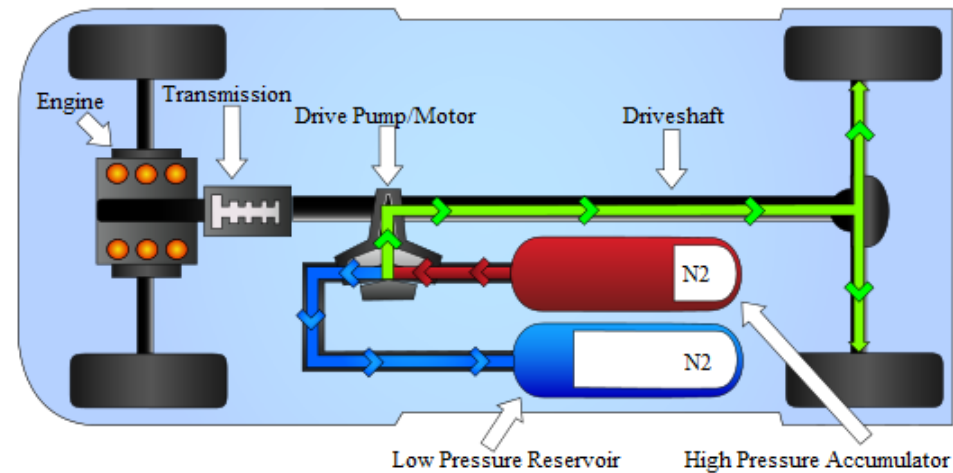 Engine
Transmission
Drive Pump/Motor
Driveshaft
N2
N2
Low Pressure Reservoir
High Pressure Accumulator